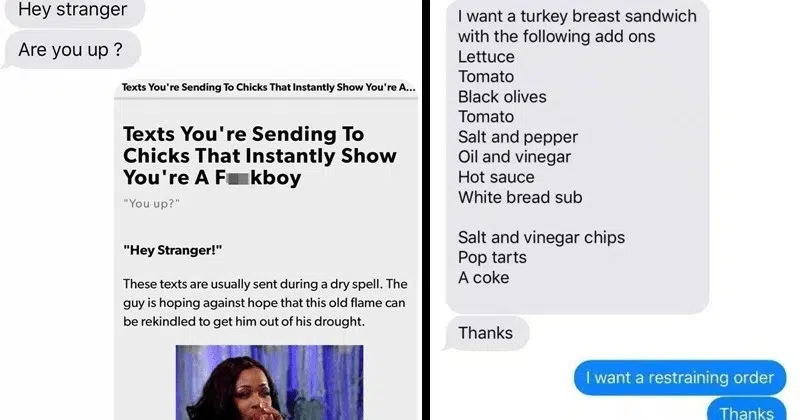 Hey stranger
Are you up ?
Texts You're Sending To Chicks That Instantly Show You're A...
Texts You're Sending To
Chicks That Instantly Show
You're A F kboy
"You up?"
"Hey Stranger!"
These texts are usually sent during a dry spell. The
guy is hoping against hope that this old flame can
be rekindled to get him out of his drought.
I want a turkey breast sandwich
with the following add ons
Lettuce
Tomato
Black olives
Tomato
Salt and pepper
Oil and vinegar
Hot sauce
White bread sub
Salt and vinegar chips
Pop tarts
A coke
Thanks
I want a restraining order
Thanks